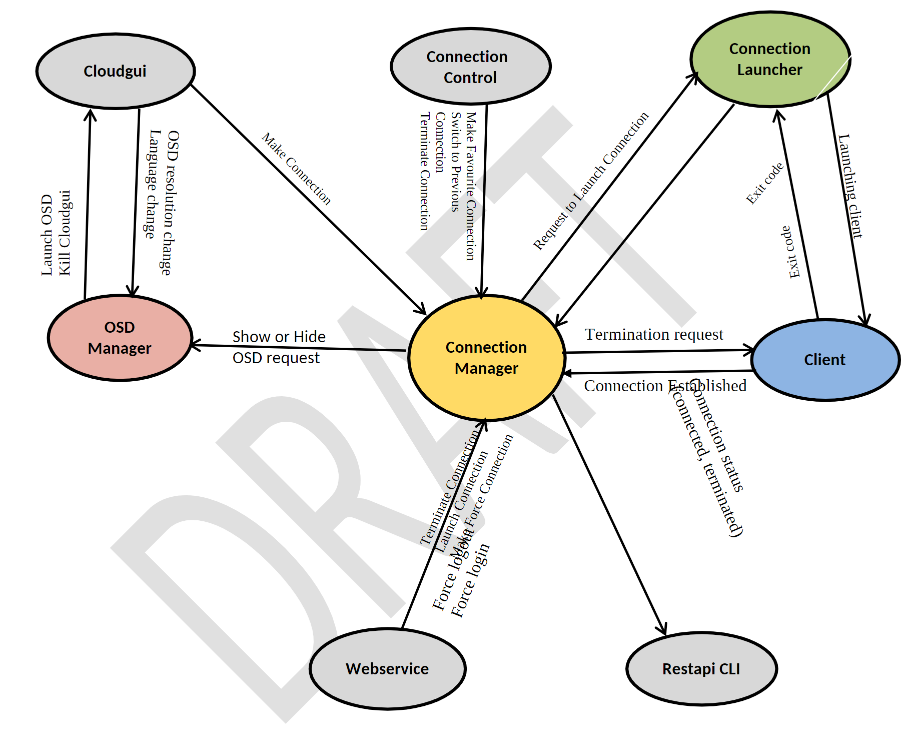 Cloudgui
Connection
Control
Connection
Launcher
Make Connection
Make Favourite Connection
Switch to Previous
Connection
Terminate Connection
Request to Launch Connection
Exit code
Exit code
Launching client
OSD resolution change
Language change
Launch OSD
Kill Cloudgui
OSD
Manager
Show or Hide
OSD request
Connection
Manager
Termination request
Connection Established
Client
Connection status
(connected, terminated)
Terminate Connection
Launch Connection
Make Force Connection
Force logout
Force login
Webservice
Restapi CLI
DRAFT